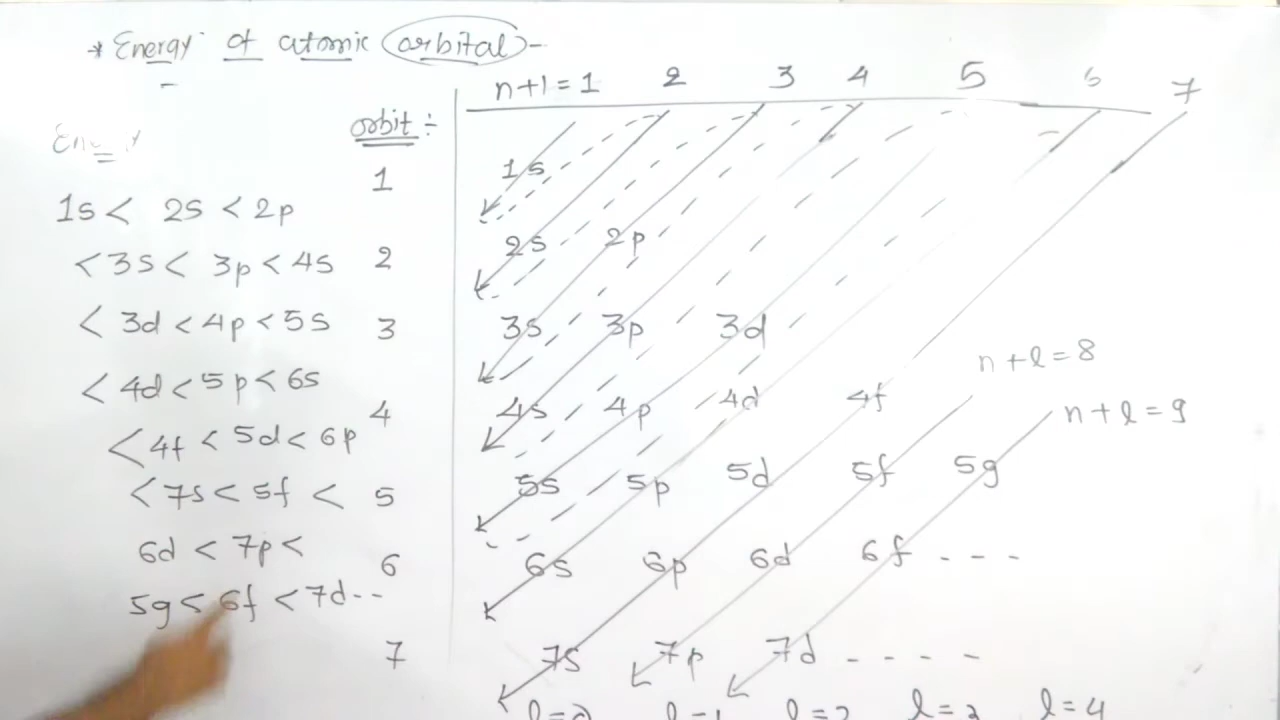 * Energy of atomic orbital -
n+l = 1 2 3 4 5 6 7
orbit ÷
1s < 2s < 2p
< 3s < 3p < 4s
< 3d < 4p < 5s
< 4d < 5p < 6s
< 4f < 5d < 6p
< 7s < 5f <
6d < 7p <
5g < 6f < 7d --
1 1s
2 2s 2p
3 3s 3p 3d
4 4s 4p 4d 4f
5 5s 5p 5d 5f 5g
6 6s 6p 6d 6f - - -
7 7s 7p 7d - - - -
n + l = 8
n + l = 9
l = 2 l = 3 l = 4